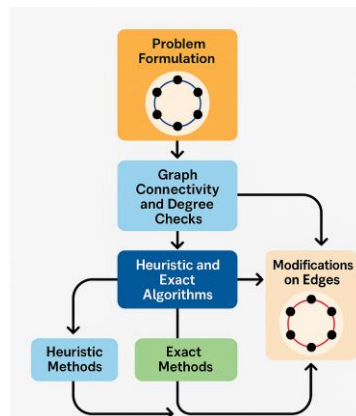 Problem
Formulation
Graph
Connectivity
and Degree
Checks
Heuristic and
Exact
Algorithms
Modifications
on Edges
Heuristic
Methods
Exact
Methods